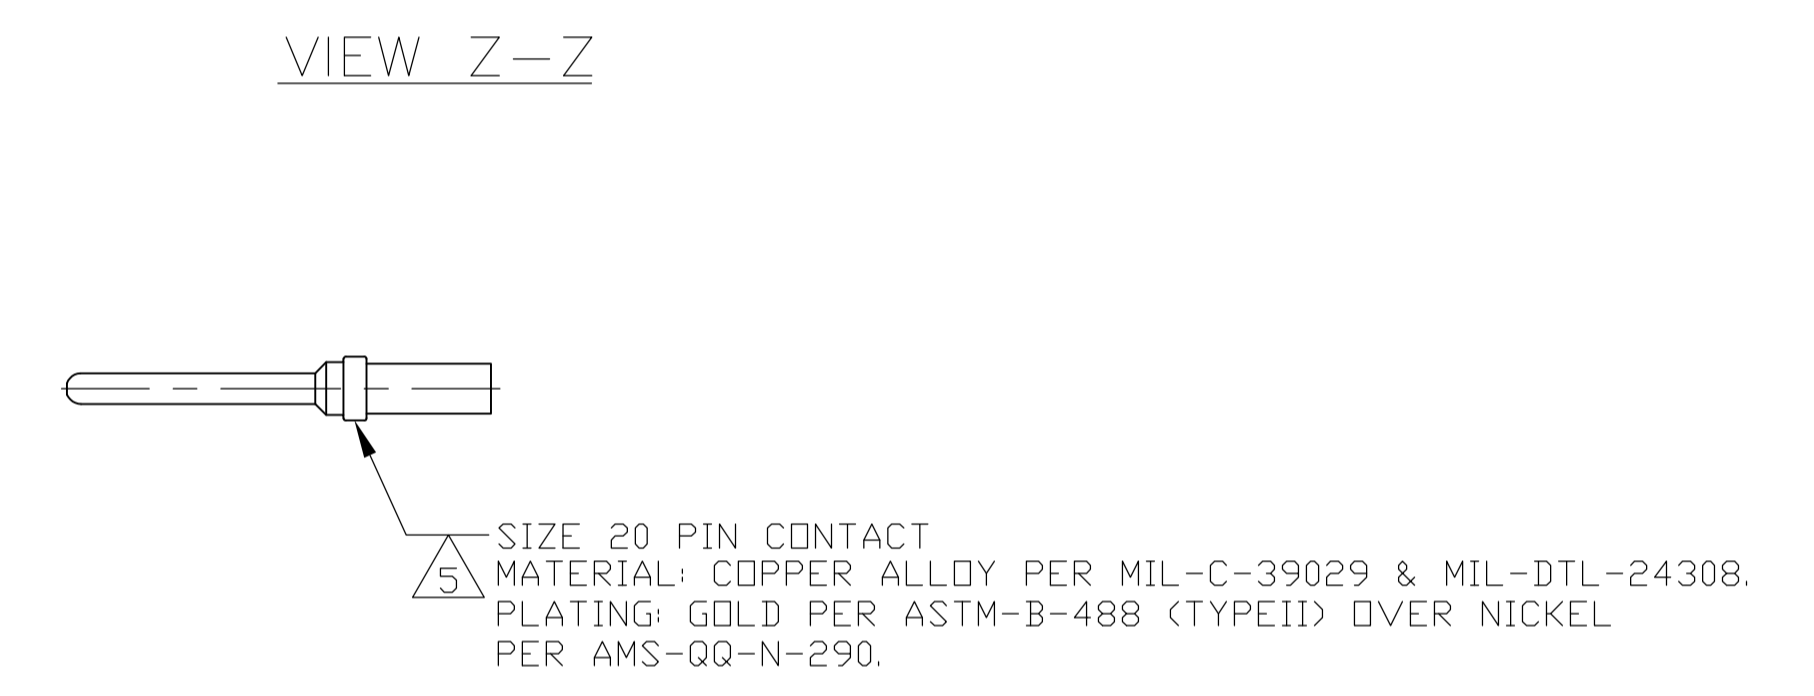 VIEW Z-Z
SIZE 20 PIN CONTACT
5
MATERIAL: COPPER ALLOY PER MIL-C-39029 & MIL-DTL-24308.
PLATING: GOLD PER ASTM-B-488 (TYPEII) OVER NICKEL
PER AMS-QQ-N-290.